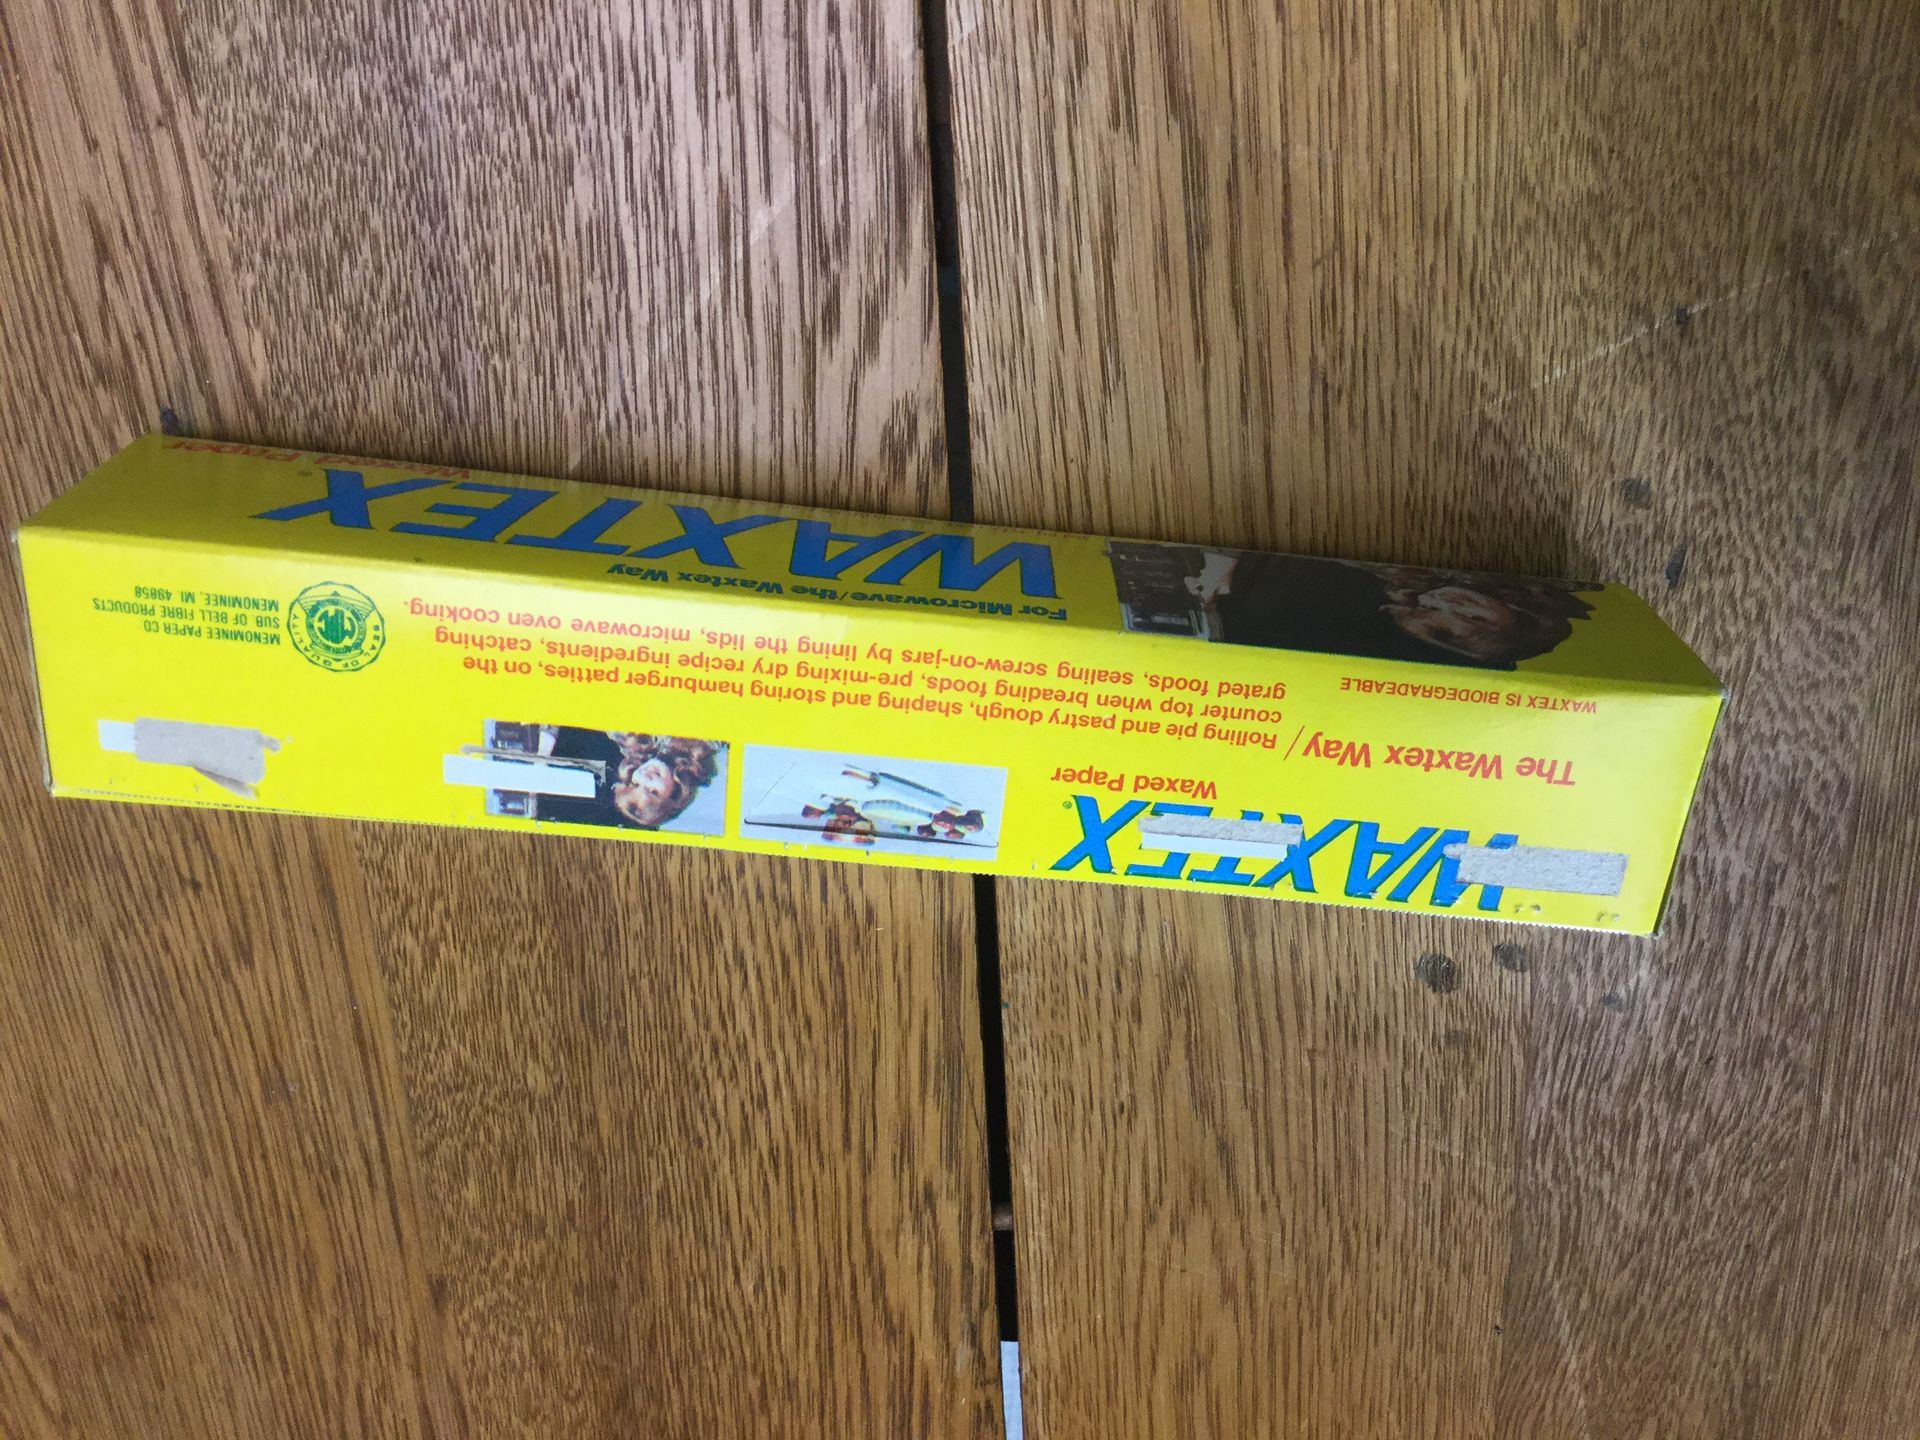 WAXTEX®
Waxed Paper
The Waxtex Way/
Rolling pie and pastry dough, shaping and storing hamburger patties, on the
counter top when breading foods, pre-mixing dry recipe ingredients, catching
grated foods, sealing screw-on-jars by lining the lids, microwave oven cooking.
WAXTEX IS BIODEGRADEABLE
SEAL OF QUALITY
MENOMINEE PAPER CO.
SUB. OF BELL FIBRE PRODUCTS
MENOMINEE, MI. 49858
For Microwave/the Waxtex Way
WAXTEX®
Waxed Paper